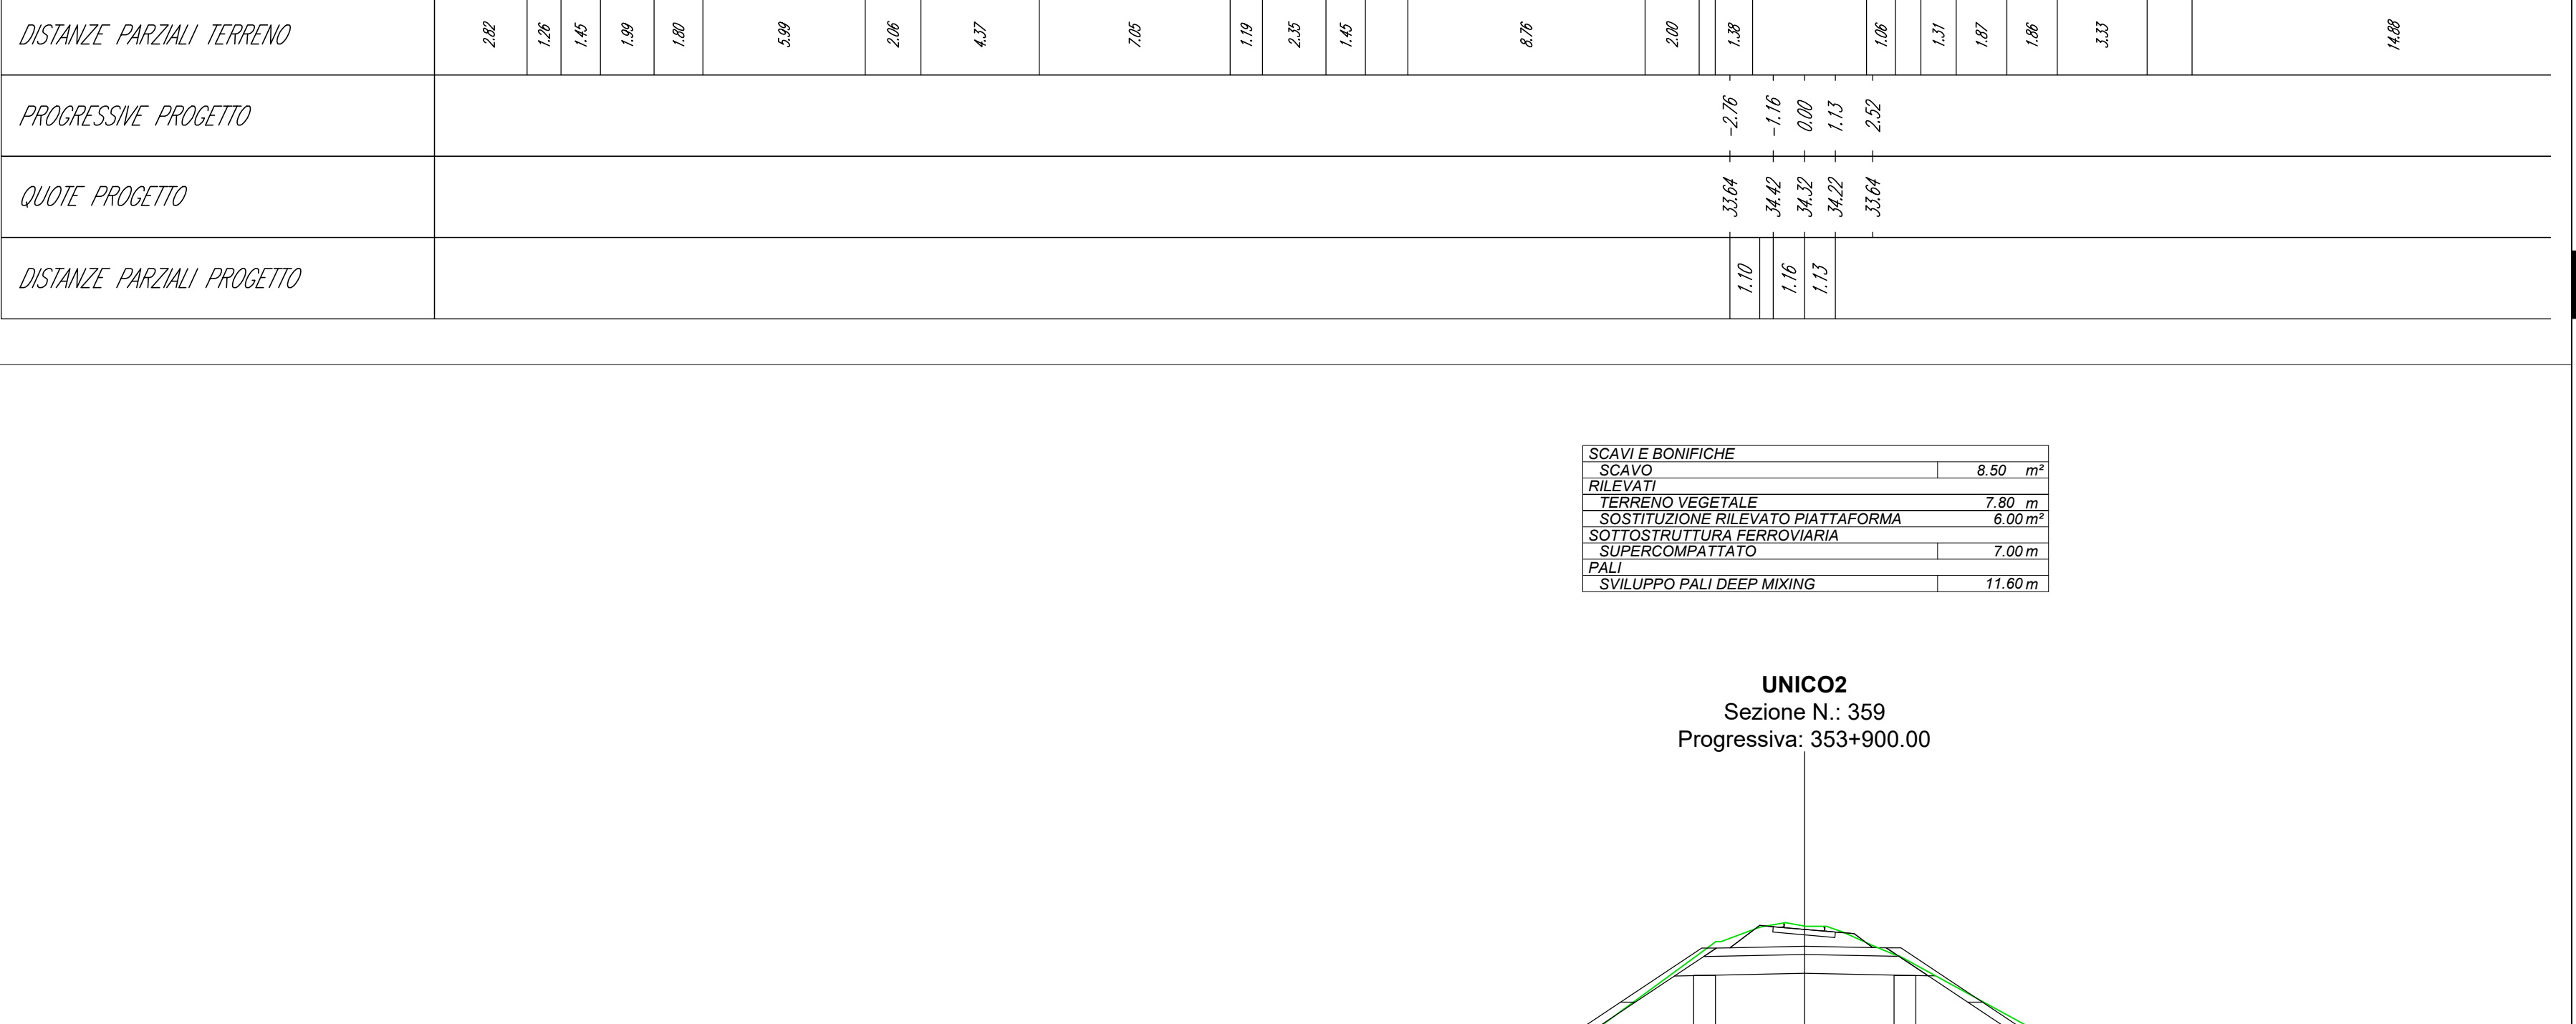 DISTANZE PARZIALI TERRENO 2.82 1.26 1.45 1.99 1.80 5.99 2.06 4.37 7.05 1.19 2.35 1.45 8.76 2.00 1.38 1.06 1.31 1.87 1.86 3.33 14.88
PROGRESSIVE PROGETTO -2.76 -1.16 0.00 1.13 2.52
QUOTE PROGETTO 33.64 34.42 34.32 34.22 33.64
DISTANZE PARZIALI PROGETTO 1.10 1.16 1.13
SCAVI E BONIFICHE
SCAVO 8.50 m²
RILEVATI
TERRENO VEGETALE 7.80 m
SOSTITUZIONE RILEVATO PIATTAFORMA 6.00 m²
SOTTOSTRUTTURA FERROVIARIA
SUPERCOMPATTATO 7.00 m
PALI
SVILUPPO PALI DEEP MIXING 11.60 m
UNICO2
Sezione N.: 359
Progressiva: 353+900.00